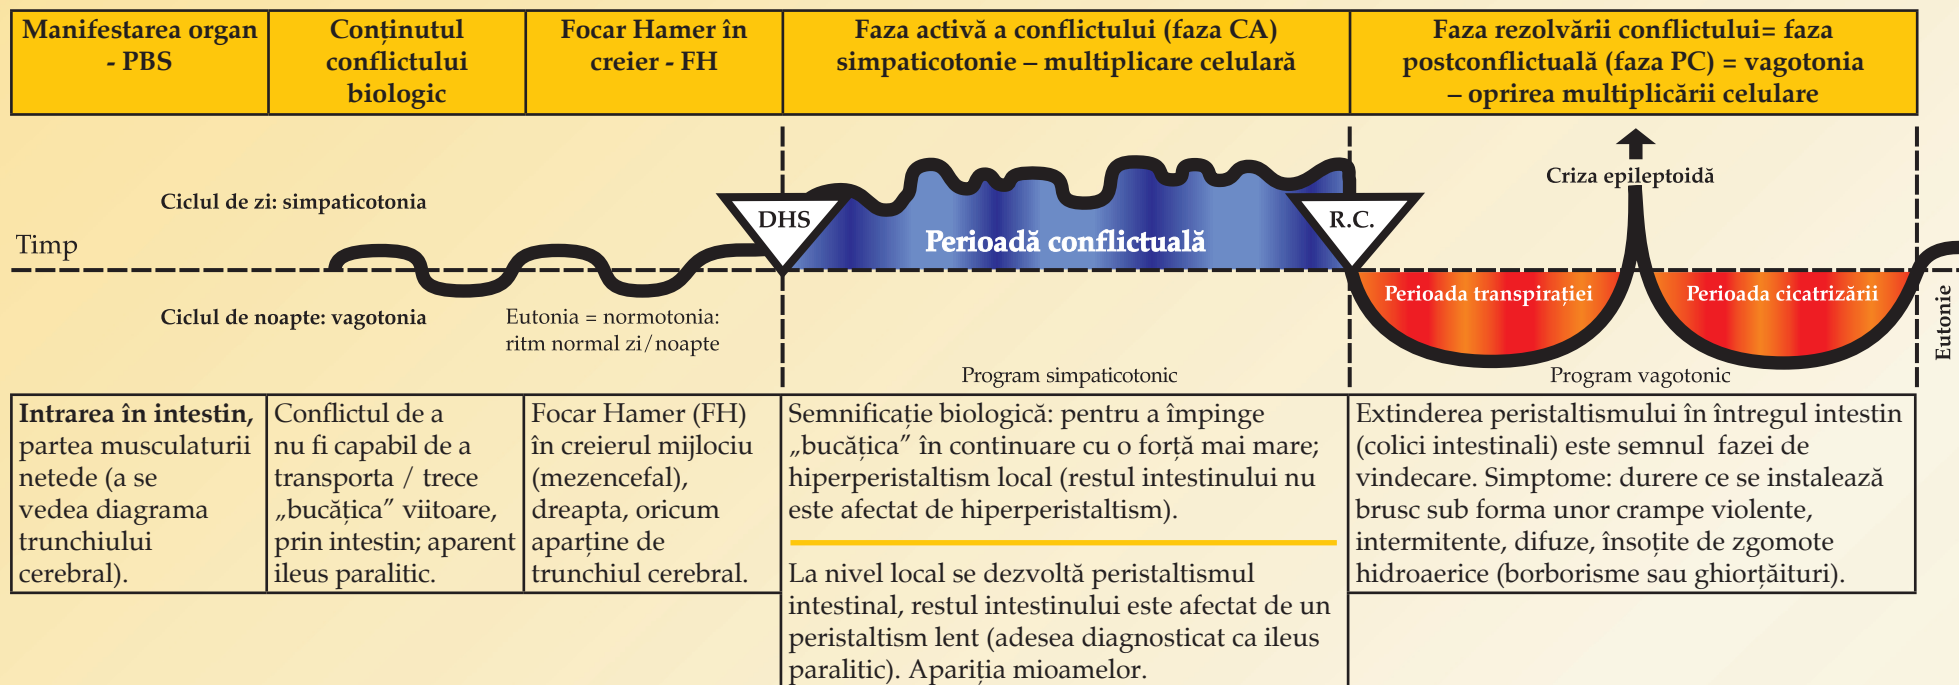 Manifestarea organ
- PBS
Conținutul
conflictului
biologic
Focar Hamer în
creier - FH
Faza activă a conflictului (faza CA)
simpaticotonie – multiplicare celulară
Faza rezolvării conflictului= faza
postconflictuală (faza PC) = vagotonia
– oprirea multiplicării celulare
Ciclul de zi: simpaticotonia
Timp
Ciclul de noapte: vagotonia
Eutonia = normotonia:
ritm normal zi/noapte
DHS
Perioadă conflictuală
R.C.
Program simpaticotonic
Criza epileptoidă
Perioada transpirației
Perioada cicatrizării
Program vagotonic
Eutonie
Intrarea în intestin,
partea musculaturii
netede (a se
vedea diagrama
trunchiului
cerebral).
Conflictul de a
nu fi capabil de a
transporta / trece
„bucățica” viitoare,
prin intestin; aparent
ileus paralitic.
Focar Hamer (FH)
în creierul mijlociu
(mezencefal),
dreapta, oricum
aparține de
trunchiul cerebral.
Semnificație biologică: pentru a împinge
„bucățica” în continuare cu o forță mai mare;
hiperperistaltism local (restul intestinului nu
este afectat de hiperperistaltism).
La nivel local se dezvoltă peristaltismul
intestinal, restul intestinului este afectat de un
peristaltism lent (adesea diagnosticat ca ileus
paralitic). Apariția mioamelor.
Extinderea peristaltismului în întregul intestin
(colici intestinali) este semnul fazei de
vindecare. Simptome: durere ce se instalează
brusc sub forma unor crampe violente,
intermitente, difuze, însoțite de zgomote
hidroaerice (borborisme sau ghiorțăituri).